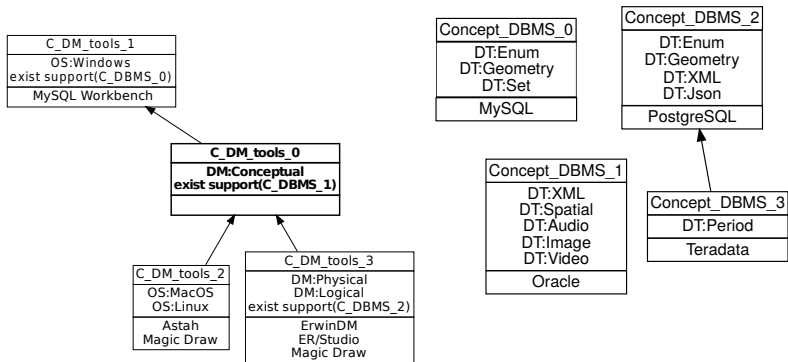 C_DM_tools_1
OS:Windows
exist support(C_DBMS_0)
MySQL Workbench
C_DM_tools_0
DM:Conceptual
exist support(C_DBMS_1)
C_DM_tools_2
OS:MacOS
OS:Linux
Astah
Magic Draw
C_DM_tools_3
DM:Physical
DM:Logical
exist support(C_DBMS_2)
ErwinDM
ER/Studio
Magic Draw
Concept_DBMS_0
DT:Enum
DT:Geometry
DT:Set
MySQL
Concept_DBMS_2
DT:Enum
DT:Geometry
DT:XML
DT:Json
PostgreSQL
Concept_DBMS_1
DT:XML
DT:Spatial
DT:Audio
DT:Image
DT:Video
Oracle
Concept_DBMS_3
DT:Period
Teradata